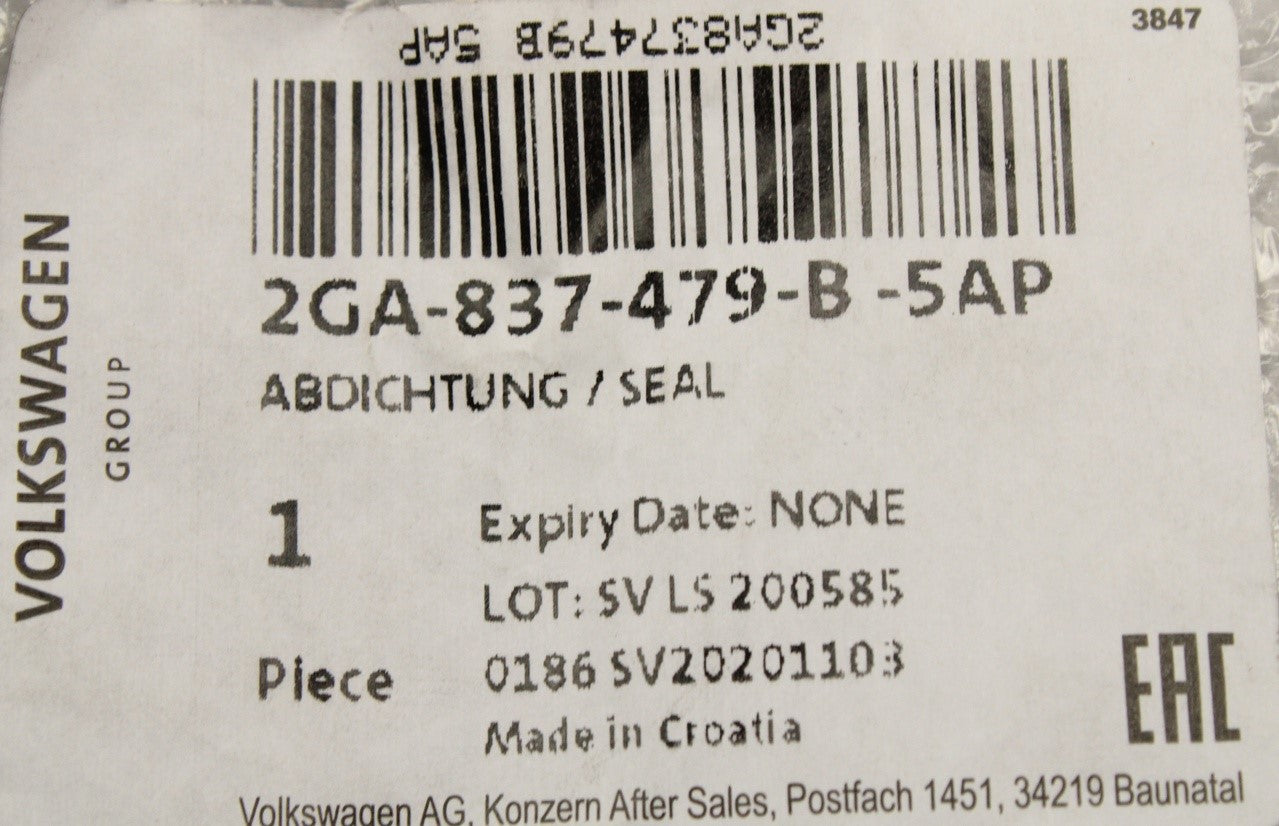 3847
2GA837479B 5AP
2GA-837-479-B -5AP
ABDICHTUNG / SEAL
1
Expiry Date: NONE
LOT: SV LS 200585
Piece
0186 SV20201103
Made in Croatia
EAC
Volkswagen AG, Konzern After Sales, Postfach 1451, 34219 Baunatal
VOLKSWAGEN
GROUP